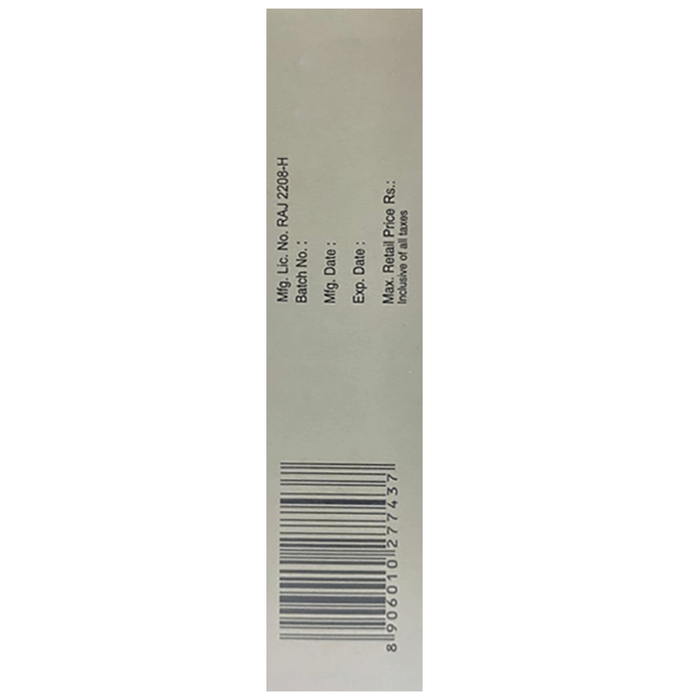 Mfg. Lic. No. RAJ 2208-H
Batch No. :
Mfg. Date :
Exp. Date :
Max. Retail Price Rs.:
Inclusive of all taxes
8 906010 277437